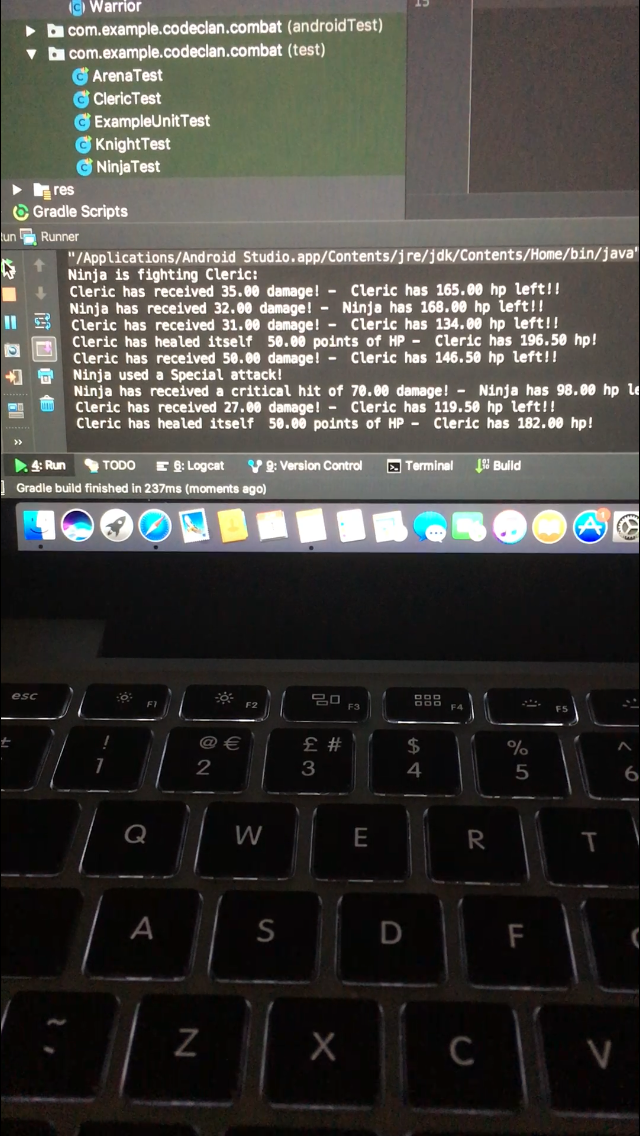 Warrior
15
com.example.codeclan.combat (androidTest)
com.example.codeclan.combat (test)
ArenaTest
ClericTest
ExampleUnitTest
KnightTest
NinjaTest
res
Gradle Scripts
Run Runner
"/Applications/Android Studio.app/Contents/jre/jdk/Contents/Home/bin/java"
Ninja is fighting Cleric:
Cleric has received 35.00 damage! - Cleric has 165.00 hp left!!
Ninja has received 32.00 damage! - Ninja has 168.00 hp left!!
Cleric has received 31.00 damage! - Cleric has 134.00 hp left!!
Cleric has healed itself 50.00 points of HP - Cleric has 196.50 hp!
Cleric has received 50.00 damage! - Cleric has 146.50 hp left!!
Ninja used a Special attack!
Ninja has received a critical hit of 70.00 damage! - Ninja has 98.00 hp le
Cleric has received 27.00 damage! - Cleric has 119.50 hp left!!
Cleric has healed itself 50.00 points of HP - Cleric has 182.00 hp!
4: Run TODO 6: Logcat 9: Version Control Terminal Build
Gradle build finished in 237ms (moments ago)
esc F1 F2 F3 F4 F5
± ! @ € £ # $ % ^
1 2 3 4 5 6
Q W E R T
A S D F
~ Z X C V
`